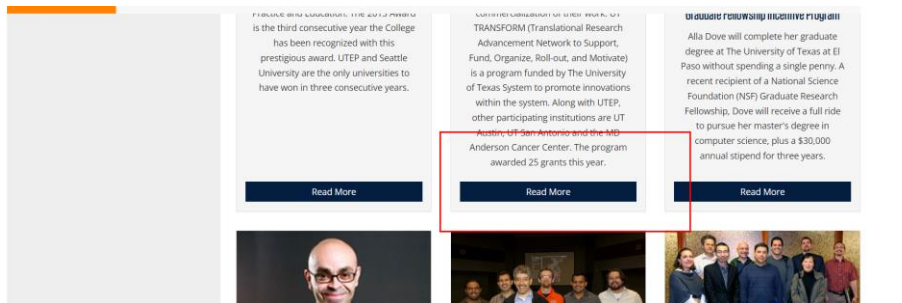 Practice and Education. The 2015 Award
is the third consecutive year the College
has been recognized with this
prestigious award. UTEP and Seattle
University are the only universities to
have won in three consecutive years.
Read More
commercialization of their work. UT
TRANSFORM (Translational Research
Advancement Network to Support,
Fund, Organize, Roll-out, and Motivate)
is a program funded by The University
of Texas System to promote innovations
within the system. Along with UTEP,
other participating institutions are UT
Austin, UT San Antonio and the MD
Anderson Cancer Center. The program
awarded 25 grants this year.
Read More
Graduate Fellowship Incentive Program
Alla Dove will complete her graduate
degree at The University of Texas at El
Paso without spending a single penny. A
recent recipient of a National Science
Foundation (NSF) Graduate Research
Fellowship, Dove will receive a full ride
to pursue her master's degree in
computer science, plus a $30,000
annual stipend for three years.
Read More